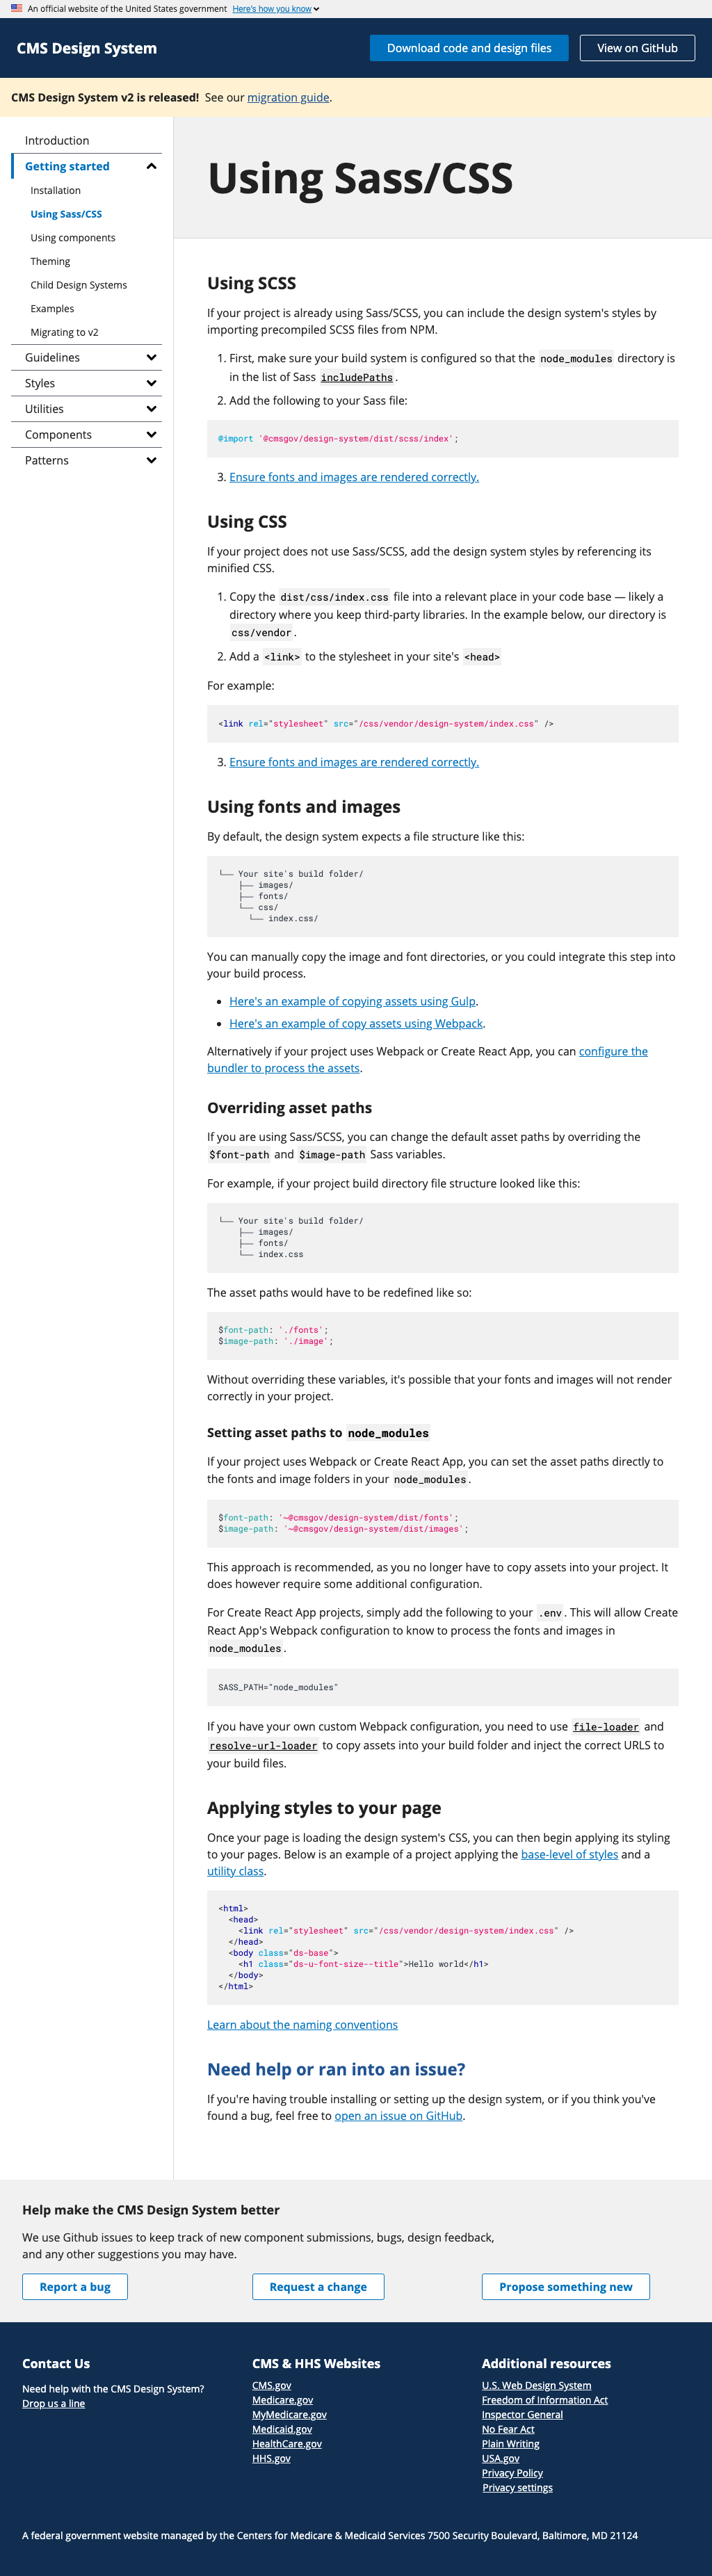 An official website of the United States government Here's how you know
CMS Design System
Download code and design files
View on GitHub
CMS Design System v2 is released! See our migration guide.
Introduction
Getting started
Installation
Using Sass/CSS
Using components
Theming
Child Design Systems
Examples
Migrating to v2
Guidelines
Styles
Utilities
Components
Patterns
Using Sass/CSS
Using SCSS
If your project is already using Sass/SCSS, you can include the design system's styles by
importing precompiled SCSS files from NPM.
1. First, make sure your build system is configured so that the node_modules directory is
in the list of Sass includePaths.
2. Add the following to your Sass file:
@import '@cmsgov/design-system/dist/scss/index';
3. Ensure fonts and images are rendered correctly.
Using CSS
If your project does not use Sass/SCSS, add the design system styles by referencing its
minified CSS.
1. Copy the dist/css/index.css file into a relevant place in your code base — likely a
directory where you keep third-party libraries. In the example below, our directory is
css/vendor.
2. Add a <link> to the stylesheet in your site's <head>
For example:
<link rel="stylesheet" src="/css/vendor/design-system/index.css" />
3. Ensure fonts and images are rendered correctly.
Using fonts and images
By default, the design system expects a file structure like this:
└── Your site's build folder/
    ├── images/
    ├── fonts/
    └── css/
      └── index.css/
You can manually copy the image and font directories, or you could integrate this step into
your build process.
• Here's an example of copying assets using Gulp.
• Here's an example of copy assets using Webpack.
Alternatively if your project uses Webpack or Create React App, you can configure the
bundler to process the assets.
Overriding asset paths
If you are using Sass/SCSS, you can change the default asset paths by overriding the
$font-path and $image-path Sass variables.
For example, if your project build directory file structure looked like this:
└── Your site's build folder/
    ├── images/
    ├── fonts/
    └── index.css
The asset paths would have to be redefined like so:
$font-path: './fonts';
$image-path: './image';
Without overriding these variables, it's possible that your fonts and images will not render
correctly in your project.
Setting asset paths to node_modules
If your project uses Webpack or Create React App, you can set the asset paths directly to
the fonts and image folders in your node_modules.
$font-path: '~@cmsgov/design-system/dist/fonts';
$image-path: '~@cmsgov/design-system/dist/images';
This approach is recommended, as you no longer have to copy assets into your project. It
does however require some additional configuration.
For Create React App projects, simply add the following to your .env. This will allow Create
React App's Webpack configuration to know to process the fonts and images in
node_modules.
SASS_PATH="node_modules"
If you have your own custom Webpack configuration, you need to use file-loader and
resolve-url-loader to copy assets into your build folder and inject the correct URLS to
your build files.
Applying styles to your page
Once your page is loading the design system's CSS, you can then begin applying its styling
to your pages. Below is an example of a project applying the base-level of styles and a
utility class.
<html>
  <head>
    <link rel="stylesheet" src="/css/vendor/design-system/index.css" />
  </head>
  <body class="ds-base">
    <h1 class="ds-u-font-size--title">Hello world</h1>
  </body>
</html>
Learn about the naming conventions
Need help or ran into an issue?
If you're having trouble installing or setting up the design system, or if you think you've
found a bug, feel free to open an issue on GitHub.
Help make the CMS Design System better
We use Github issues to keep track of new component submissions, bugs, design feedback,
and any other suggestions you may have.
Report a bug
Request a change
Propose something new
Contact Us
Need help with the CMS Design System?
Drop us a line
CMS & HHS Websites
CMS.gov
Medicare.gov
MyMedicare.gov
Medicaid.gov
HealthCare.gov
HHS.gov
Additional resources
U.S. Web Design System
Freedom of Information Act
Inspector General
No Fear Act
Plain Writing
USA.gov
Privacy Policy
Privacy settings
A federal government website managed by the Centers for Medicare & Medicaid Services 7500 Security Boulevard, Baltimore, MD 21124